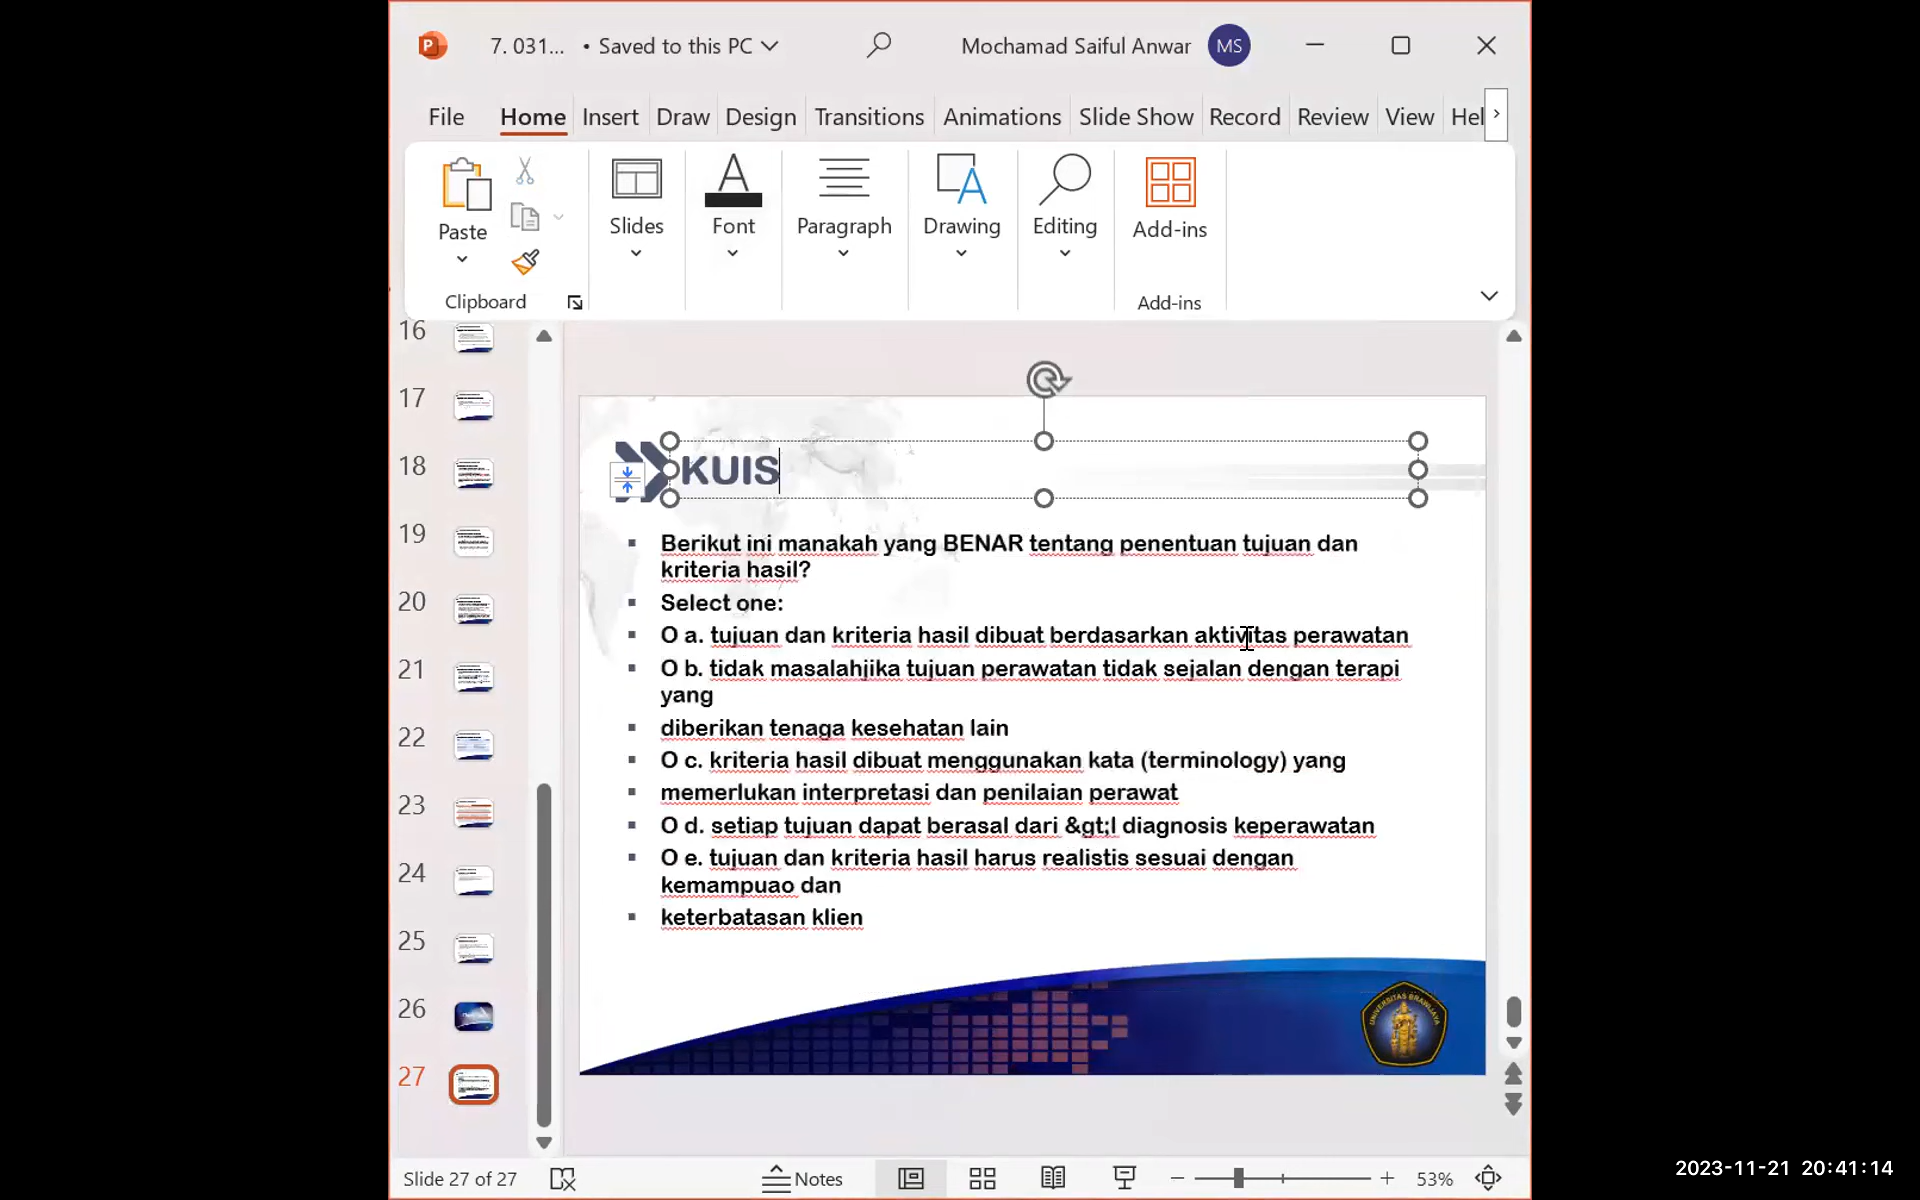 7. 031... • Saved to this PC
Mochamad Saiful Anwar
MS
File Home Insert Draw Design Transitions Animations Slide Show Record Review View Hel
Paste
Slides
Font
Paragraph
Drawing
Editing
Add-ins
Clipboard
Add-ins
16
17
18
19
20
21
22
23
24
25
26
27
KUIS
Berikut ini manakah yang BENAR tentang penentuan tujuan dan
kriteria hasil?
Select one:
O a. tujuan dan kriteria hasil dibuat berdasarkan aktivitas perawatan
O b. tidak masalahjika tujuan perawatan tidak sejalan dengan terapi
yang
diberikan tenaga kesehatan lain
O c. kriteria hasil dibuat menggunakan kata (terminology) yang
memerlukan interpretasi dan penilaian perawat
O d. setiap tujuan dapat berasal dari &gt;l diagnosis keperawatan
O e. tujuan dan kriteria hasil harus realistis sesuai dengan
kemampuao dan
keterbatasan klien
UNIVERSITAS BRAWIJAYA
Slide 27 of 27
Notes
53%
2023-11-21 20:41:14